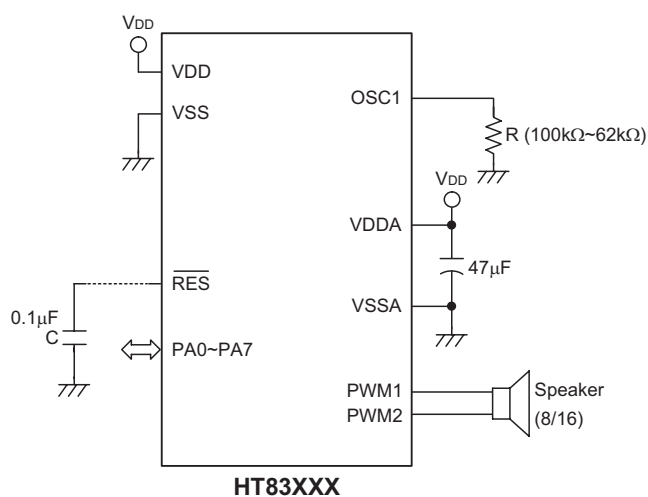 VDD
VDD
VSS
OSC1
R (100kΩ~62kΩ)
VDD
VDDA
47μF
VSSA
RES
0.1μF
C
PA0~PA7
PWM1
PWM2
Speaker
(8/16)
HT83XXX